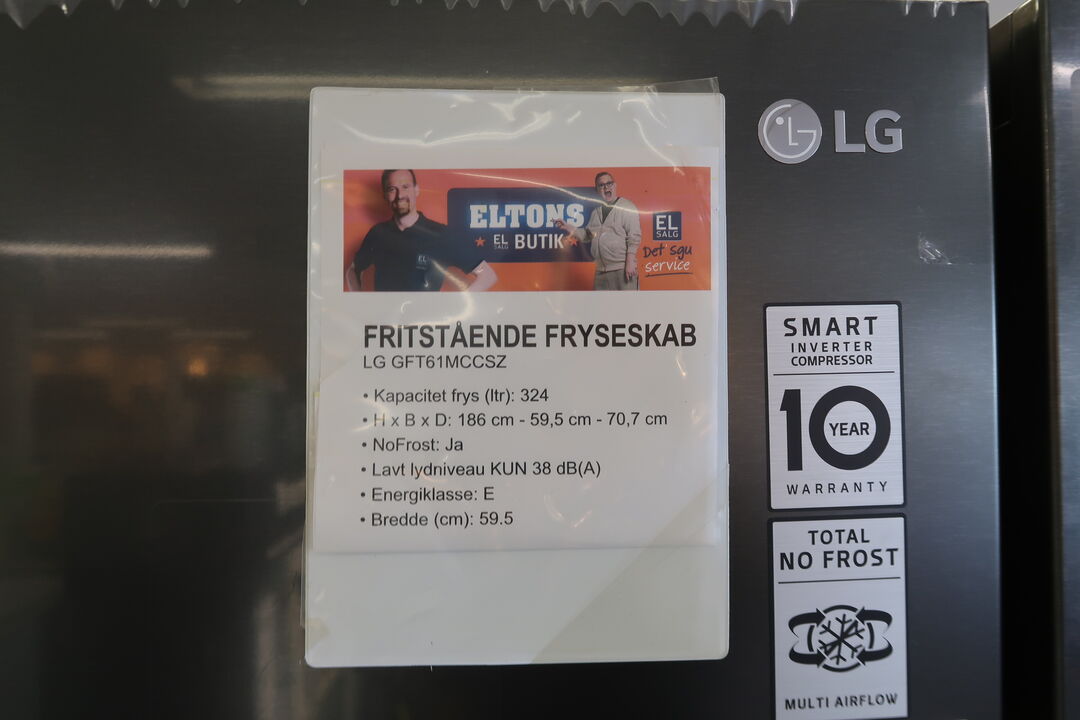 ELTONS
EL SALG BUTIK
EL
SALG
Det' sgu
service
FRITSTÅENDE FRYSESKAB
LG GFT61MCCSZ
• Kapacitet frys (ltr): 324
• H x B x D: 186 cm - 59,5 cm - 70,7 cm
• NoFrost: Ja
• Lavt lydniveau KUN 38 dB(A)
• Energiklasse: E
• Bredde (cm): 59.5
LG
SMART
INVERTER
COMPRESSOR
10 YEAR
WARRANTY
TOTAL
NO FROST
MULTI AIRFLOW